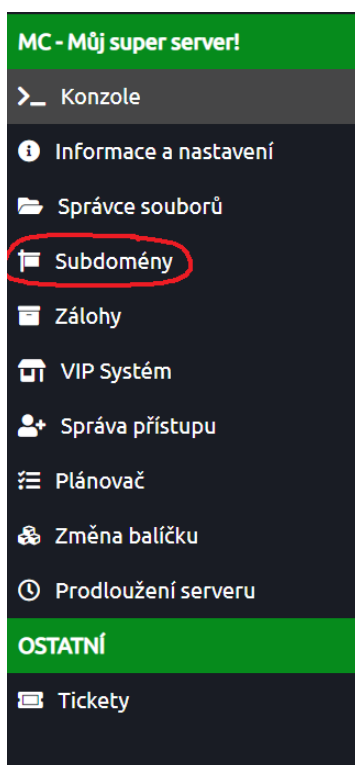 MC - Můj super server!
Konzole
Informace a nastavení
Správce souborů
Subdomény
Zálohy
VIP Systém
Správa přístupu
Plánovač
Změna balíčku
Prodloužení serveru
OSTATNÍ
Tickety